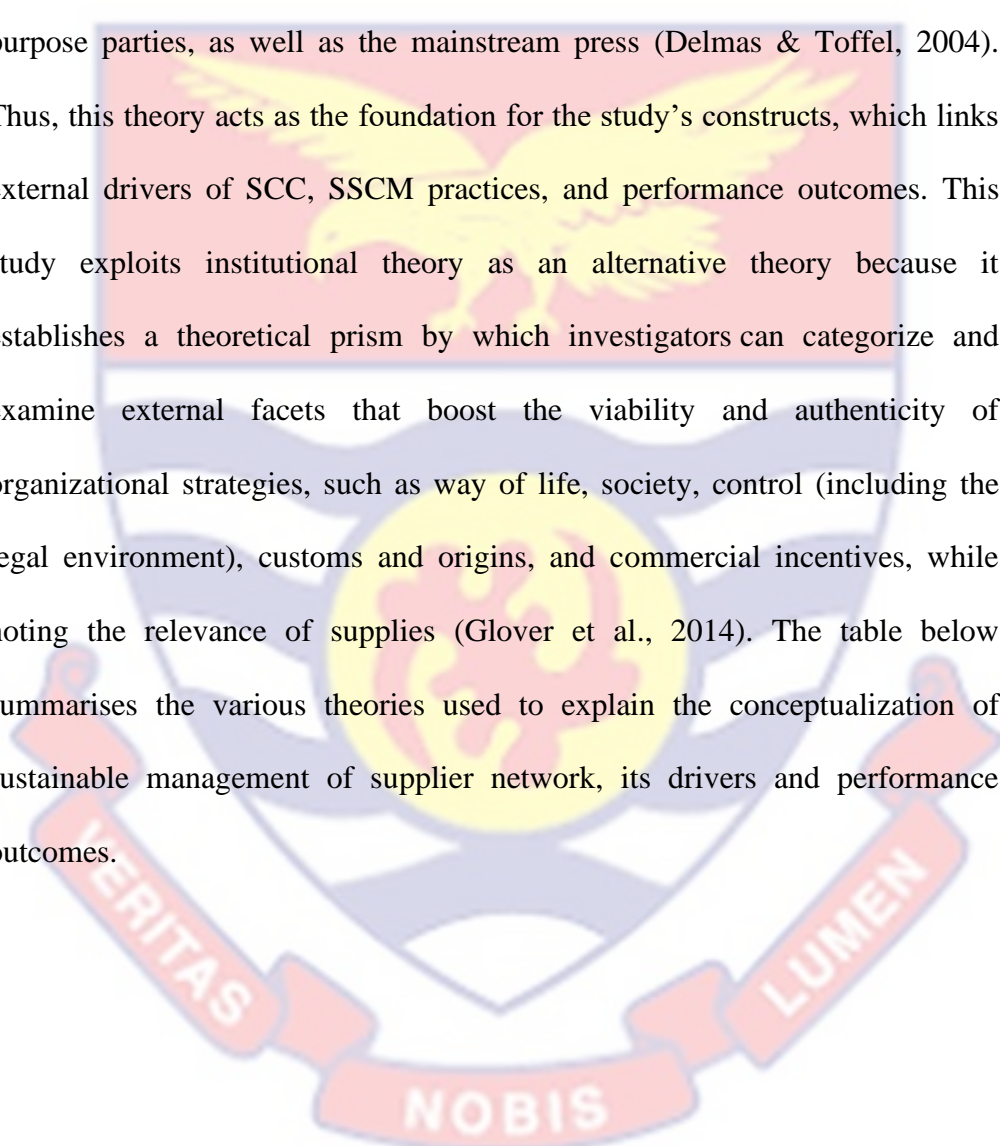 purpose parties, as well as the mainstream press (Delmas & Toffel, 2004).
Thus, this theory acts as the foundation for the study's constructs, which links
external drivers of SCC, SSCM practices, and performance outcomes. This
study exploits institutional theory as an alternative theory because it
establishes a theoretical prism by which investigators can categorize and
examine external facets that boost the viability and authenticity of
organizational strategies, such as way of life, society, control (including the
legal environment), customs and origins, and commercial incentives, while
noting the relevance of supplies (Glover et al., 2014). The table below
summarises the various theories used to explain the conceptualization of
sustainable management of supplier network, its drivers and performance
outcomes.
VERITAS
NOBIS
LUMEN